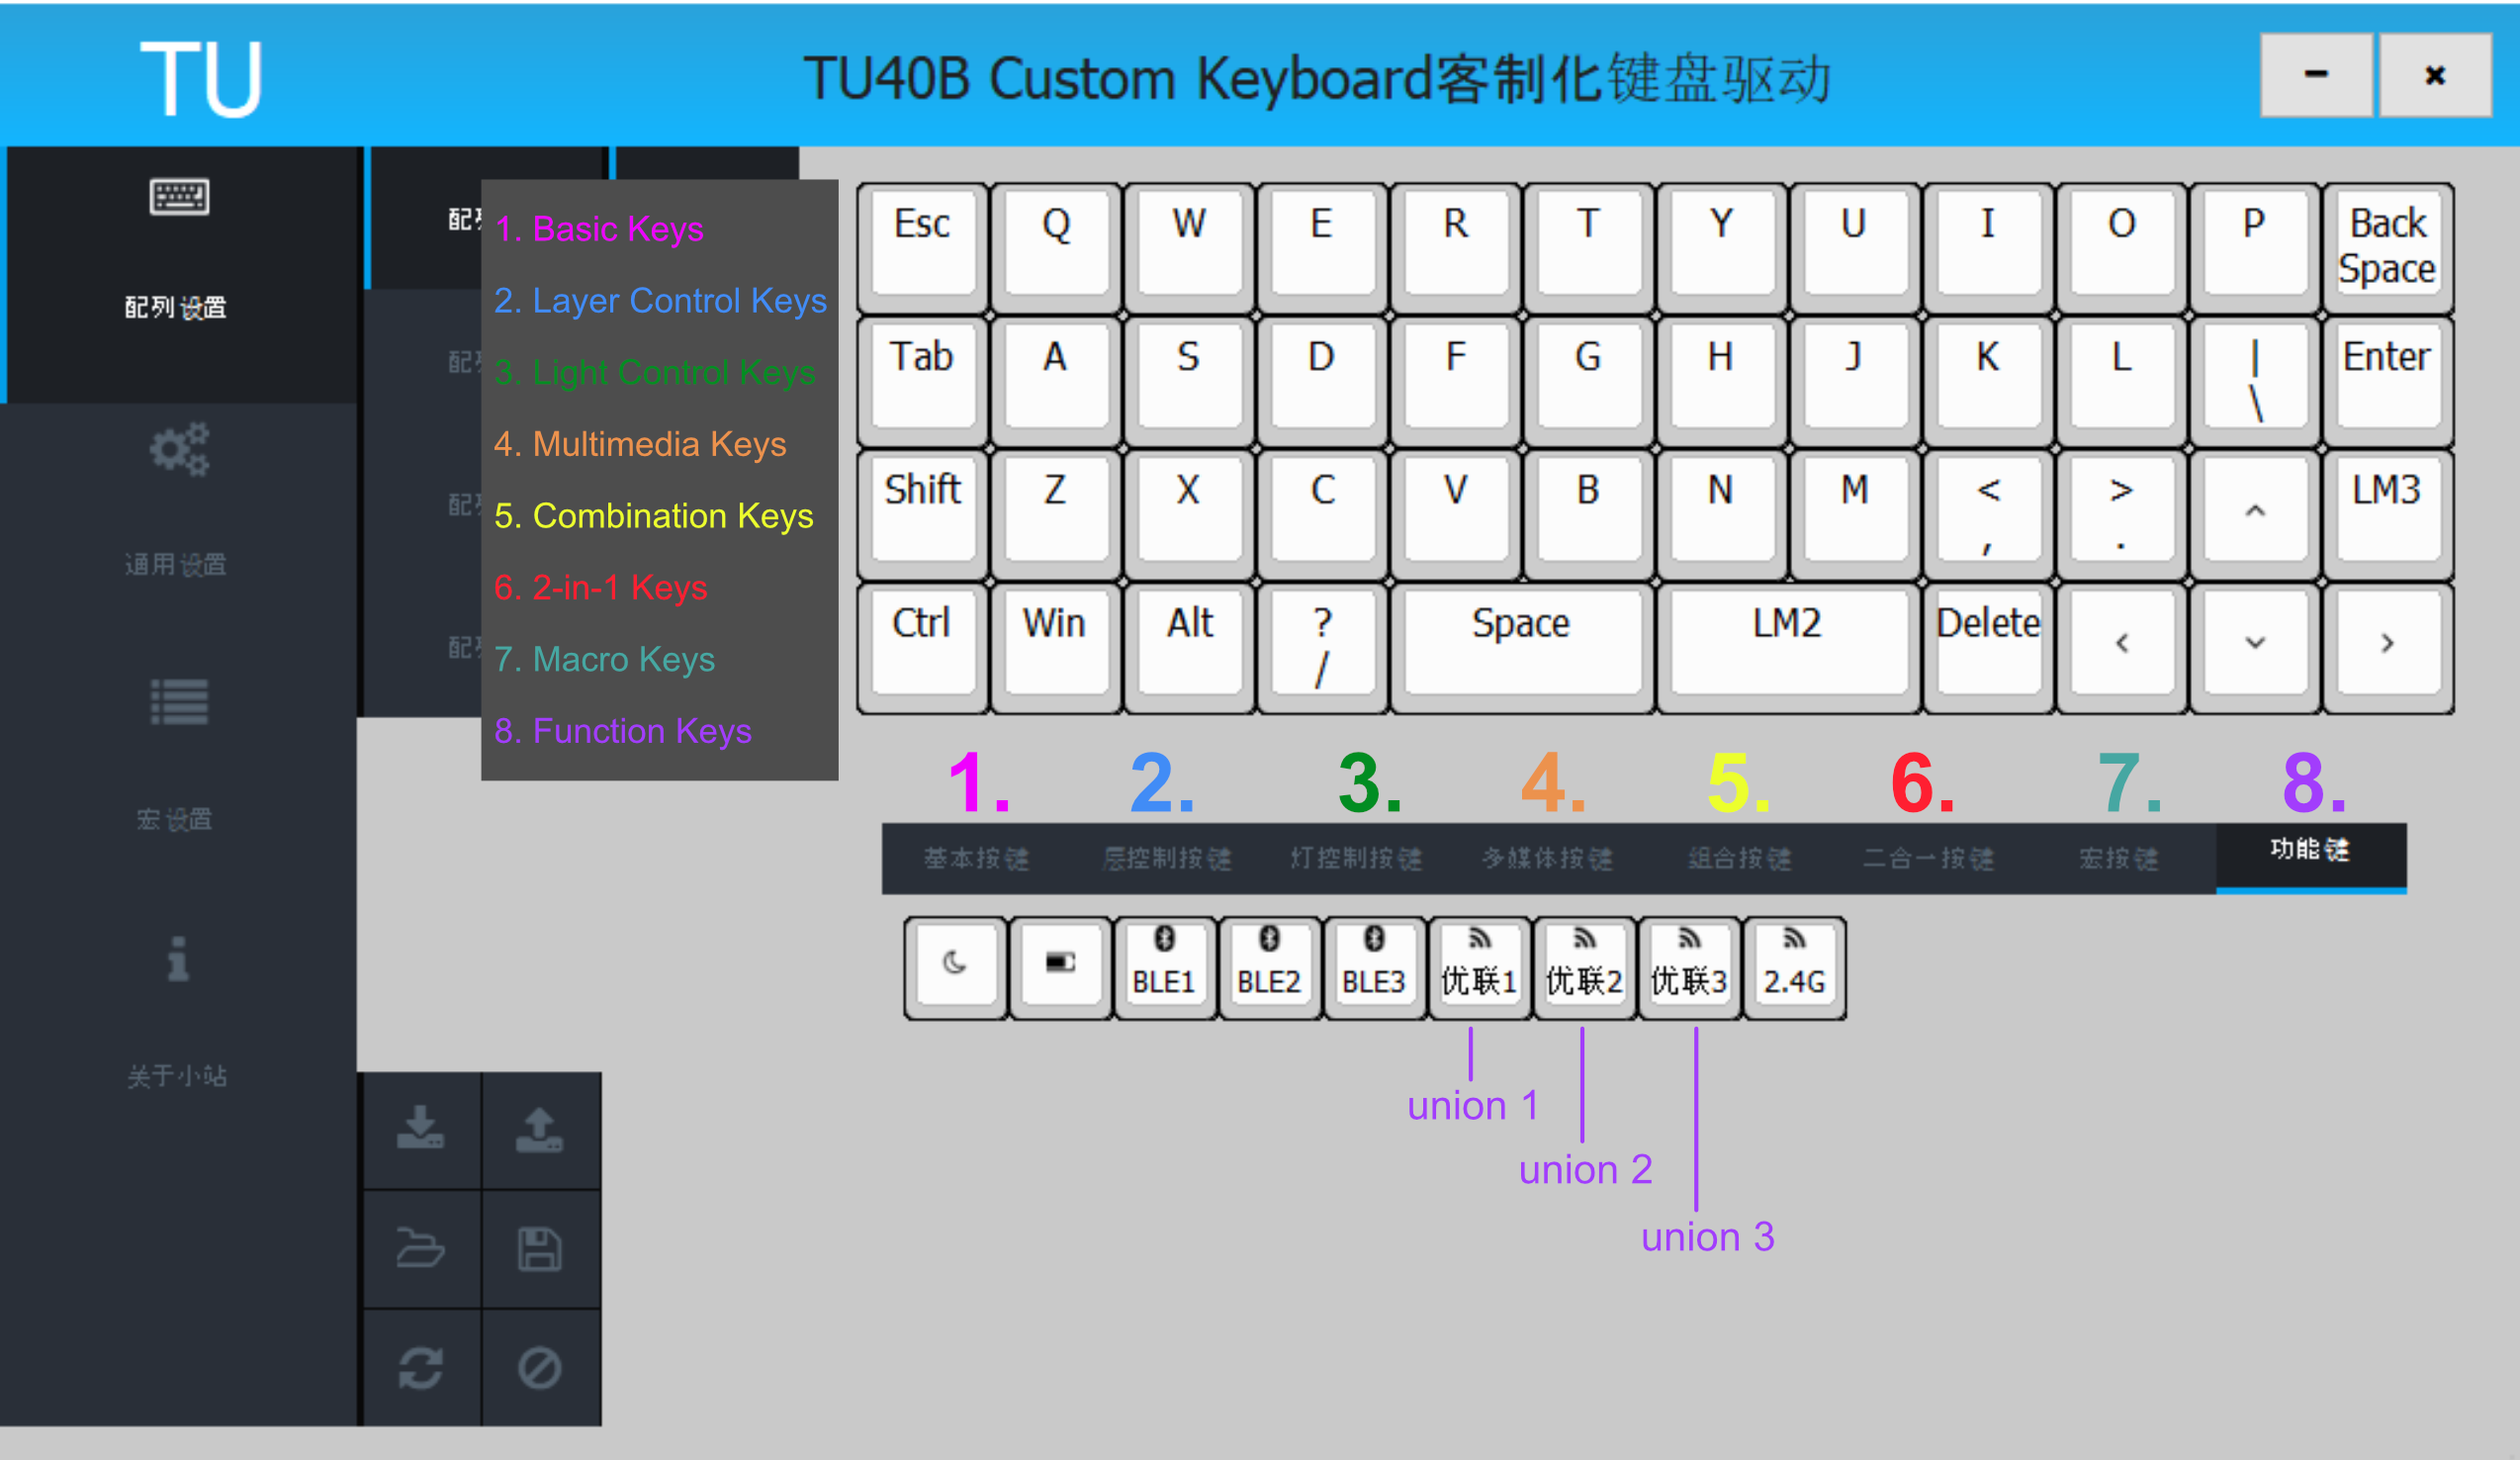 TU
TU40B Custom Keyboard客制化键盘驱动
配列设置
通用设置
宏设置
关于小站
配
配
配
配
1. Basic Keys
2. Layer Control Keys
3. Light Control Keys
4. Multimedia Keys
5. Combination Keys
6. 2-in-1 Keys
7. Macro Keys
8. Function Keys
Esc Q W E R T Y U I O P Back Space
Tab A S D F G H J K L | \ Enter
Shift Z X C V B N M < , > . ^ LM3
Ctrl Win Alt ? / Space LM2 Delete < ⌄ >
1. 2. 3. 4. 5. 6. 7. 8.
基本按键 层控制按键 灯控制按键 多媒体按键 组合按键 二合一按键 宏按键 功能键
BLE1 BLE2 BLE3 优联1 优联2 优联3 2.4G
union 1
union 2
union 3